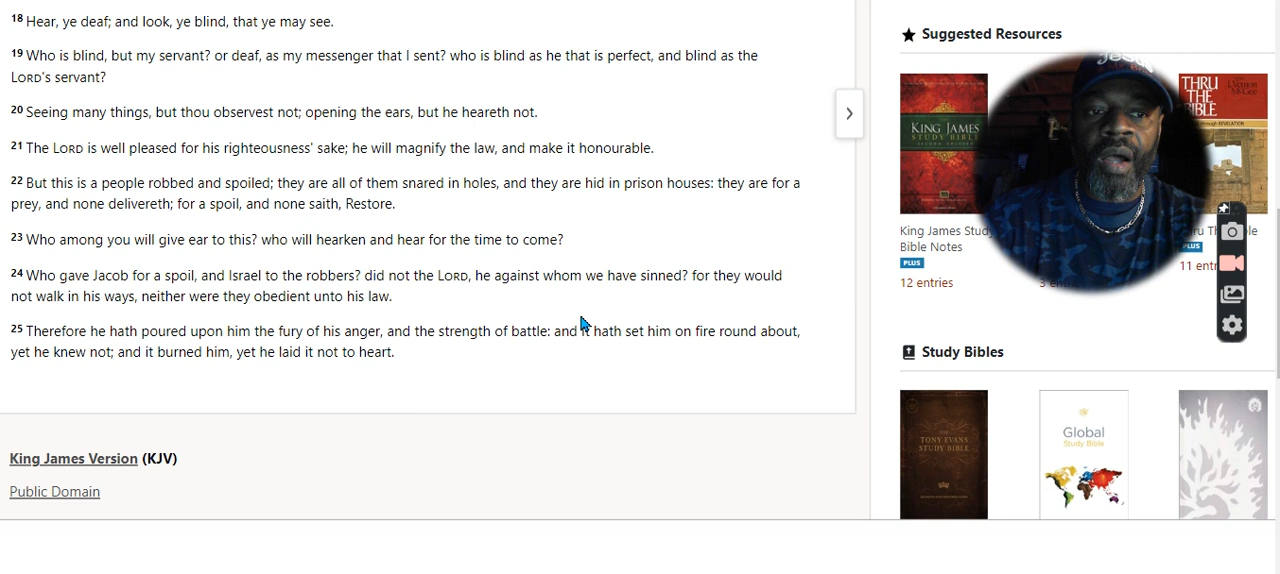 18 Hear, ye deaf; and look, ye blind, that ye may see.
19 Who is blind, but my servant? or deaf, as my messenger that I sent? who is blind as he that is perfect, and blind as the
LORD's servant?
20 Seeing many things, but thou observest not; opening the ears, but he heareth not.
21 The LORD is well pleased for his righteousness' sake; he will magnify the law, and make it honourable.
22 But this is a people robbed and spoiled; they are all of them snared in holes, and they are hid in prison houses: they are for a
prey, and none delivereth; for a spoil, and none saith, Restore.
23 Who among you will give ear to this? who will hearken and hear for the time to come?
24 Who gave Jacob for a spoil, and Israel to the robbers? did not the LORD, he against whom we have sinned? for they would
not walk in his ways, neither were they obedient unto his law.
25 Therefore he hath poured upon him the fury of his anger, and the strength of battle: and it hath set him on fire round about,
yet he knew not; and it burned him, yet he laid it not to heart.
King James Version (KJV)
Public Domain
Suggested Resources
KING JAMES
STUDY BIBLE
THRU
THE
BIBLE
King James Study
Bible Notes
PLUS
12 entries
PLUS
Study Bibles
TONY EVANS
STUDY BIBLE
Global
Study Bible